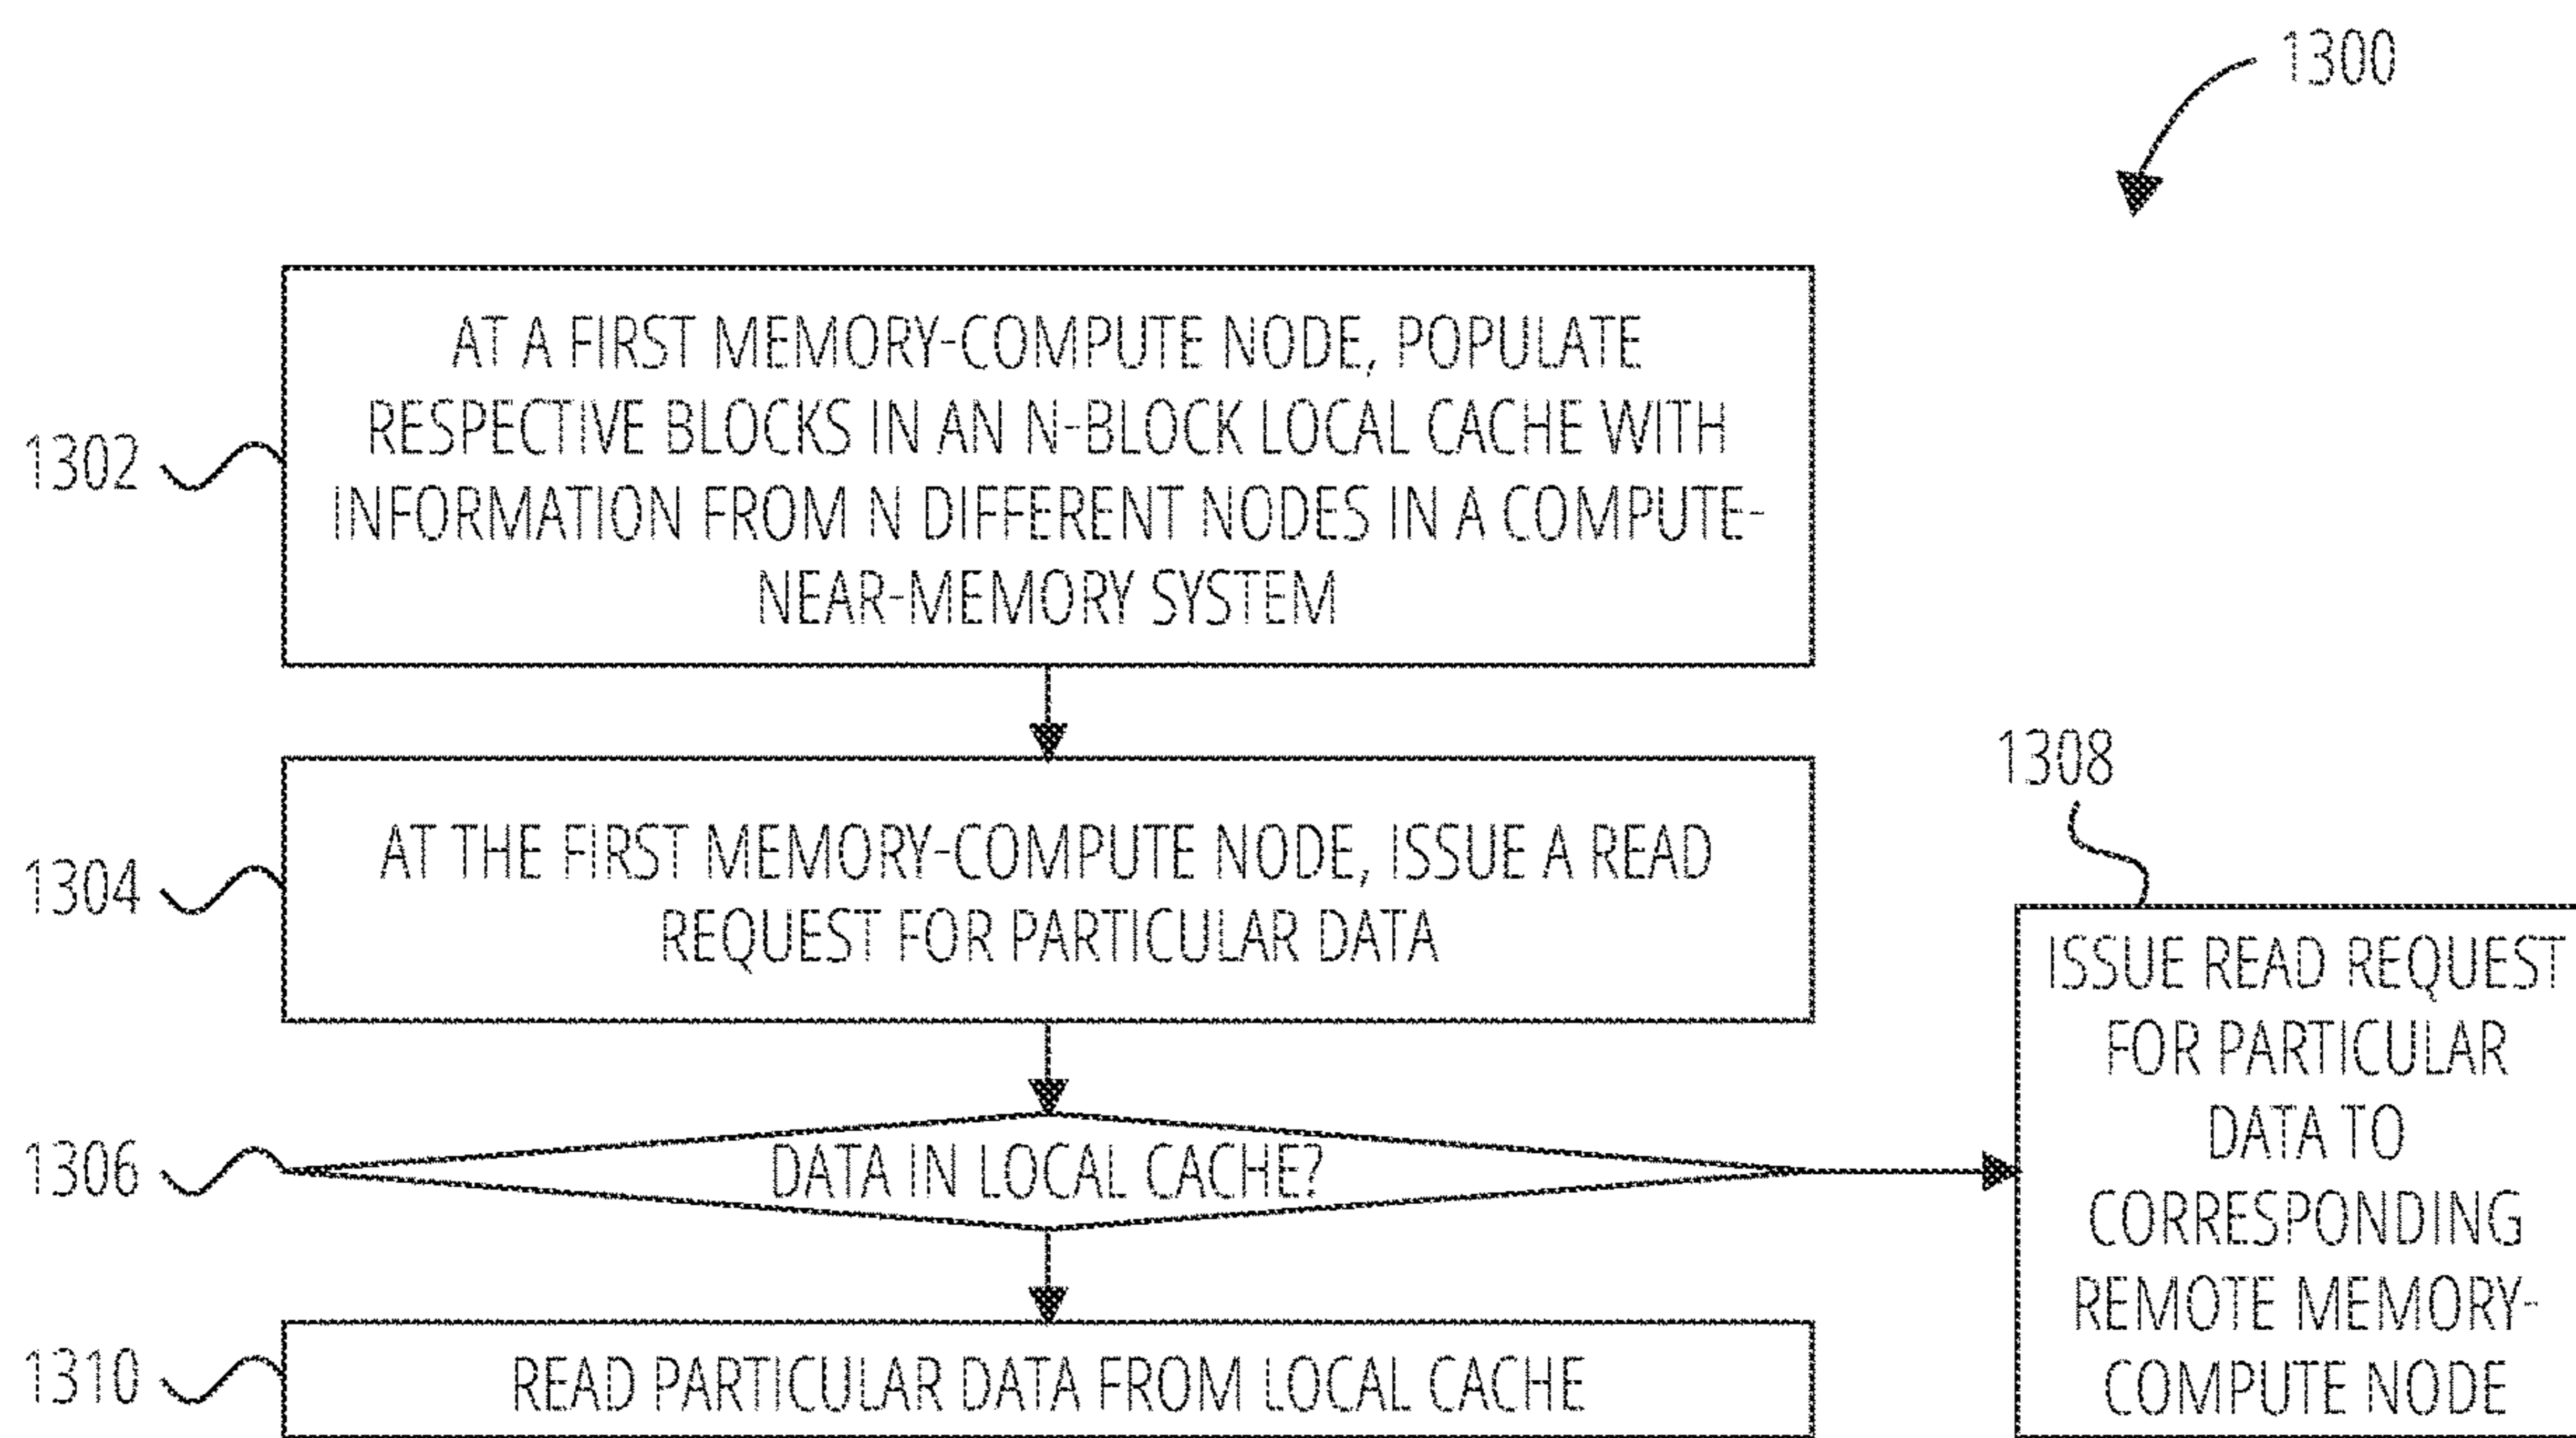 1300
1302
AT A FIRST MEMORY-COMPUTE NODE, POPULATE
RESPECTIVE BLOCKS IN AN N-BLOCK LOCAL CACHE WITH
INFORMATION FROM N DIFFERENT NODES IN A COMPUTE-
NEAR-MEMORY SYSTEM
1304
AT THE FIRST MEMORY-COMPUTE NODE, ISSUE A READ
REQUEST FOR PARTICULAR DATA
1306
DATA IN LOCAL CACHE?
1308
ISSUE READ REQUEST
FOR PARTICULAR
DATA TO
CORRESPONDING
REMOTE MEMORY-
COMPUTE NODE
1310
READ PARTICULAR DATA FROM LOCAL CACHE